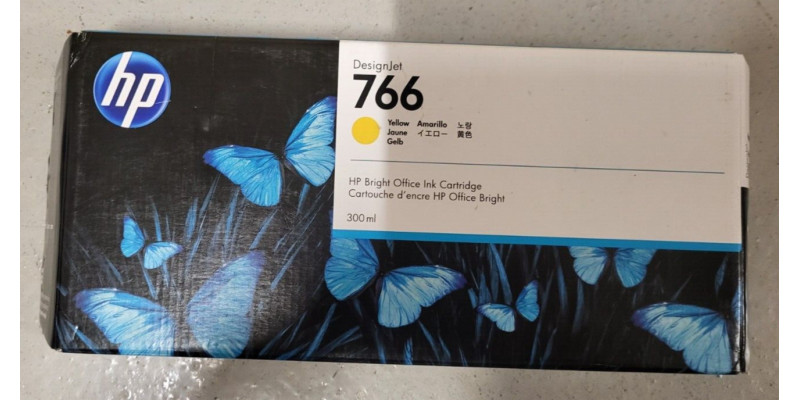 hp
DesignJet
766
Yellow Amarillo 노랑
Jaune イエロー 黄色
Gelb
HP Bright Office Ink Cartridge
Cartouche d'encre HP Office Bright
300 ml